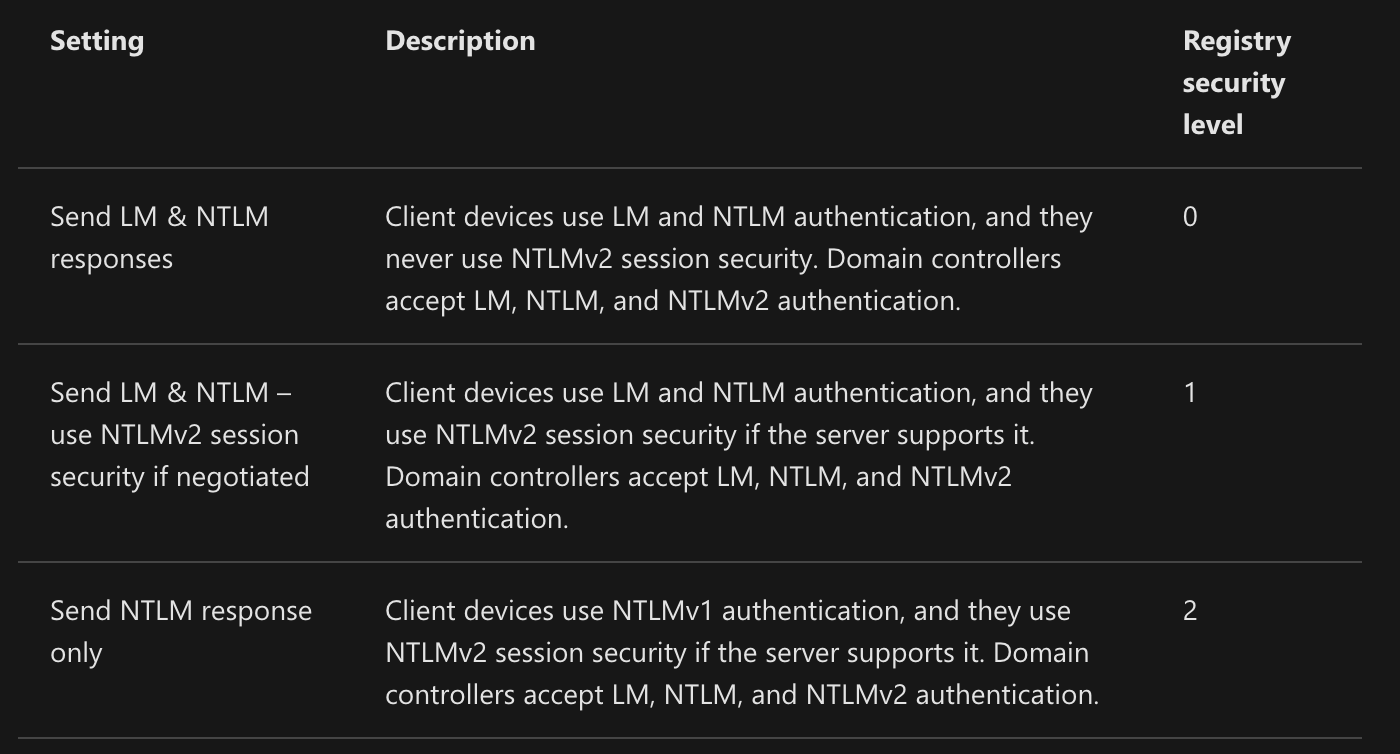 Setting
Description
Registry
security
level
Send LM & NTLM
responses
Client devices use LM and NTLM authentication, and they
never use NTLMv2 session security. Domain controllers
accept LM, NTLM, and NTLMv2 authentication.
0
Send LM & NTLM –
use NTLMv2 session
security if negotiated
Client devices use LM and NTLM authentication, and they
use NTLMv2 session security if the server supports it.
Domain controllers accept LM, NTLM, and NTLMv2
authentication.
1
Send NTLM response
only
Client devices use NTLMv1 authentication, and they use
NTLMv2 session security if the server supports it. Domain
controllers accept LM, NTLM, and NTLMv2 authentication.
2